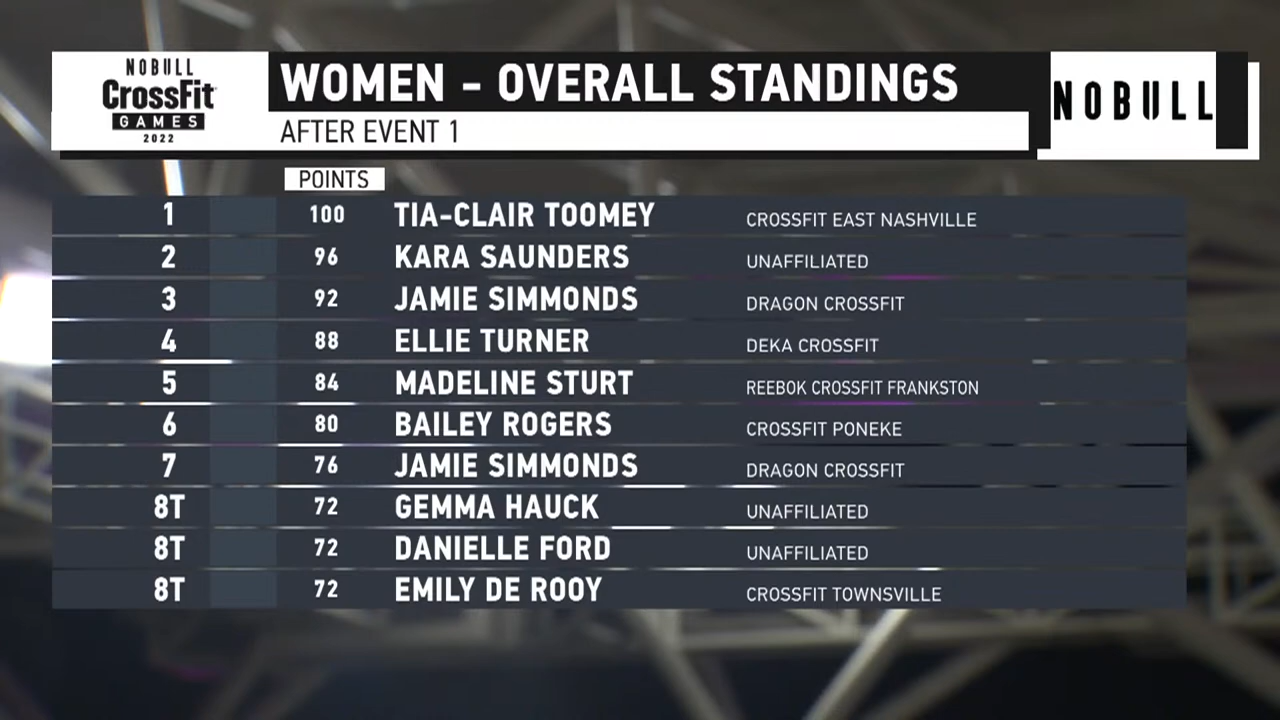 NOBULL
CrossFit
GAMES
2022
WOMEN - OVERALL STANDINGS
AFTER EVENT 1
NOBULL
POINTS
1 100 TIA-CLAIR TOOMEY CROSSFIT EAST NASHVILLE
2 96 KARA SAUNDERS UNAFFILIATED
3 92 JAMIE SIMMONDS DRAGON CROSSFIT
4 88 ELLIE TURNER DEKA CROSSFIT
5 84 MADELINE STURT REEBOK CROSSFIT FRANKSTON
6 80 BAILEY ROGERS CROSSFIT PONEKE
7 76 JAMIE SIMMONDS DRAGON CROSSFIT
8T 72 GEMMA HAUCK UNAFFILIATED
8T 72 DANIELLE FORD UNAFFILIATED
8T 72 EMILY DE ROOY CROSSFIT TOWNSVILLE